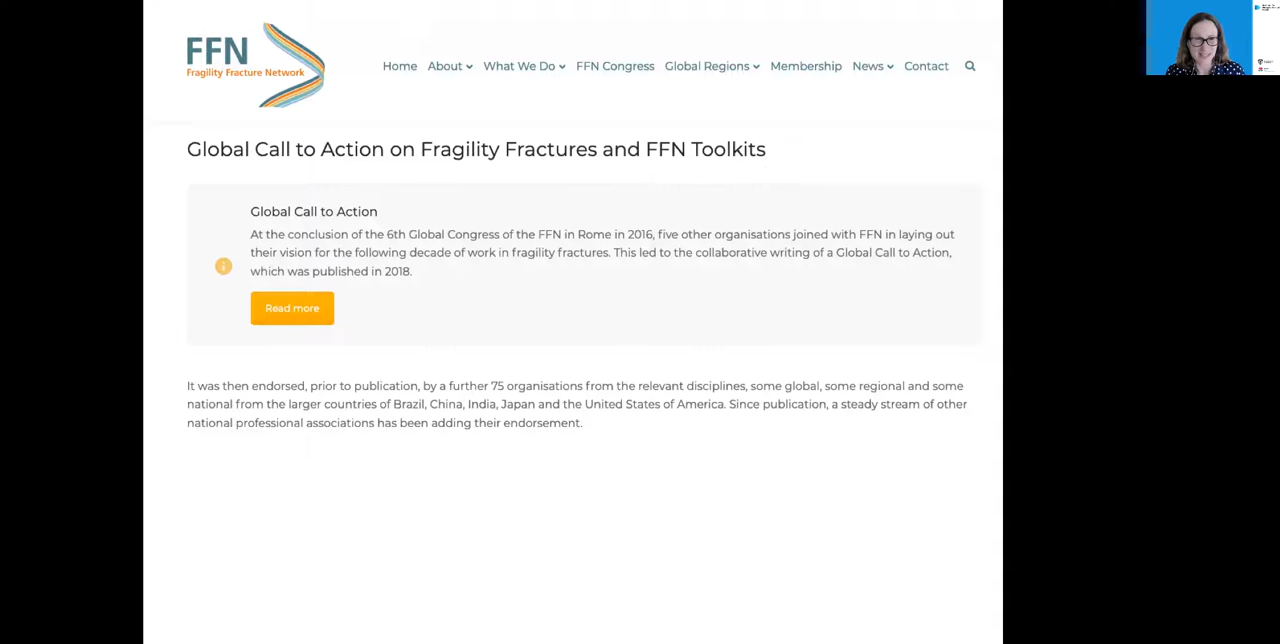 FFN
Fragility Fracture Network
Home About What We Do FFN Congress Global Regions Membership News Contact
Global Call to Action on Fragility Fractures and FFN Toolkits
Global Call to Action
At the conclusion of the 6th Global Congress of the FFN in Rome in 2016, five other organisations joined with FFN in laying out
their vision for the following decade of work in fragility fractures. This led to the collaborative writing of a Global Call to Action,
which was published in 2018.
Read more
It was then endorsed, prior to publication, by a further 75 organisations from the relevant disciplines, some global, some regional and some
national from the larger countries of Brazil, China, India, Japan and the United States of America. Since publication, a steady stream of other
national professional associations has been adding their endorsement.